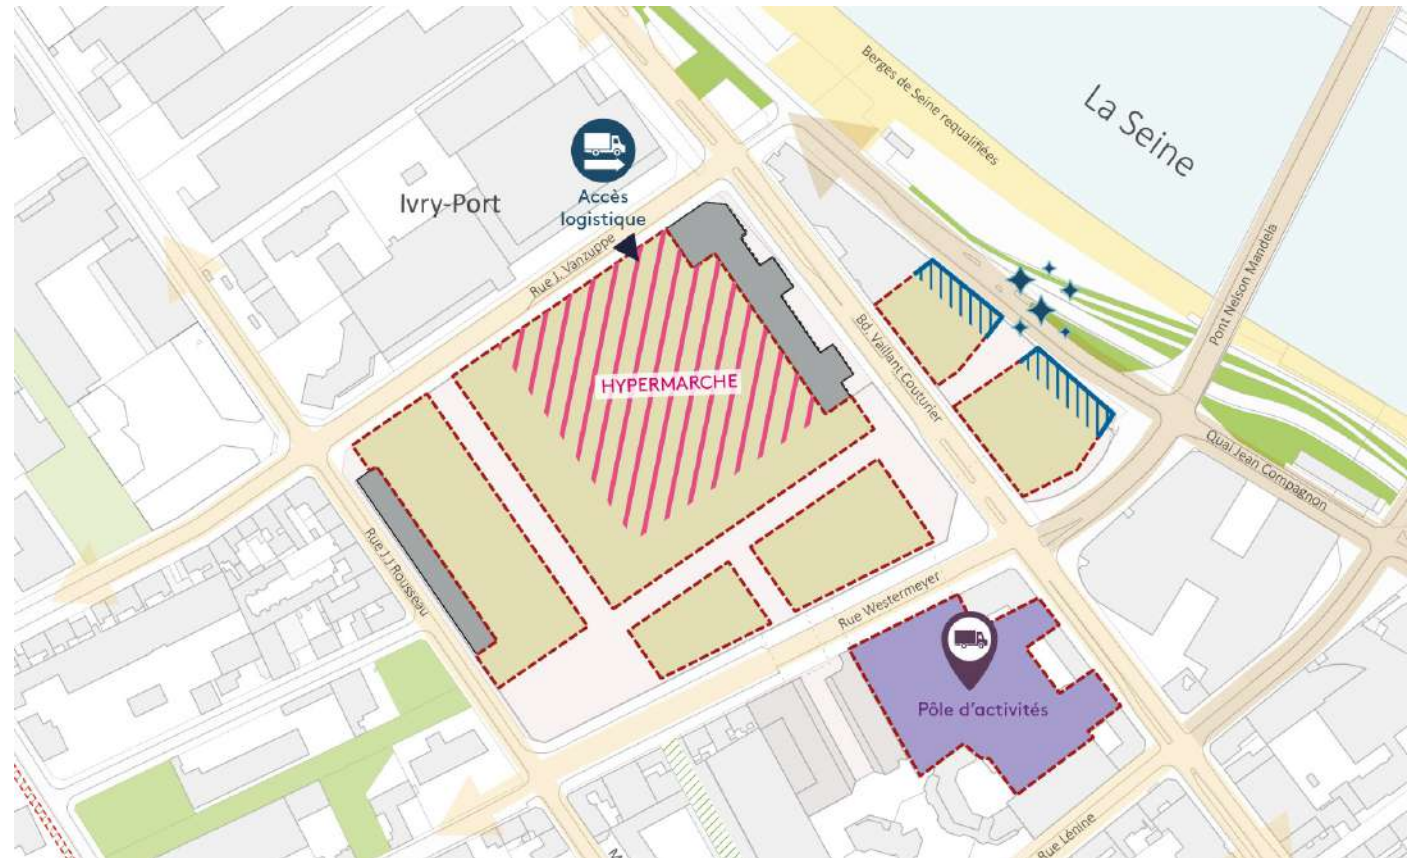 Berges de Seine requalifiées
La Seine
Ivry-Port
Accès
logistique
Rue J. Vanzuppe
Pont Nelson Mandela
Bd. Vaillant Couturier
HYPERMARCHE
Quai Jean Compagnon
Rue J.J Rousseau
Rue Westermeyer
Pôle d'activités
Rue Lénine
M